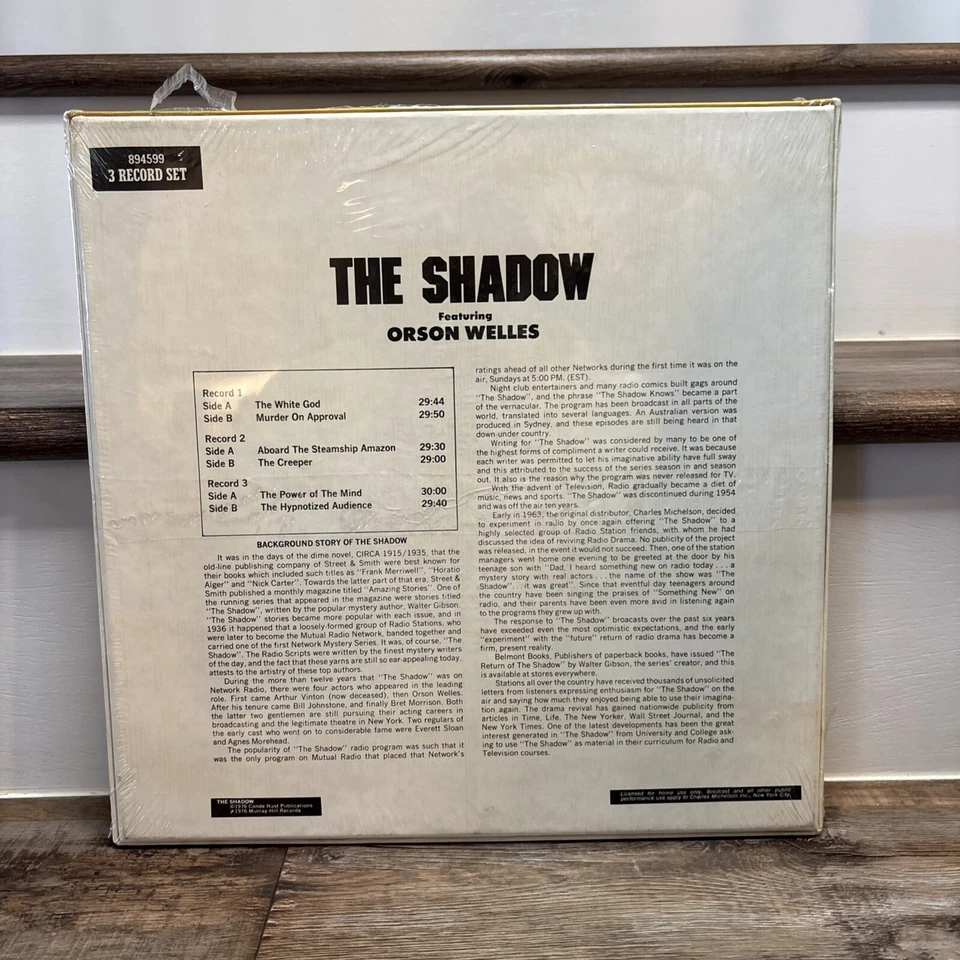 894599
3 RECORD SET
THE SHADOW
Featuring
ORSON WELLES
Record 1
Side A The White God 29:44
Side B Murder On Approval 29:50
Record 2
Side A Aboard The Steamship Amazon 29:30
Side B The Creeper 29:00
Record 3
Side A The Power of The Mind 30:00
Side B The Hypnotized Audience 29:40
BACKGROUND STORY OF THE SHADOW
It was in the days of the dime novel, CIRCA 1915/1935, that the
old-line publishing company of Street & Smith were best known for
their books which included such titles as "Frank Merriwell", "Horatio
Alger" and "Nick Carter". Towards the latter part of that era, Street &
Smith published a monthly magazine titled "Amazing Stories". One of
the running series that appeared in the magazine were stories titled
"The Shadow", written by the popular mystery author, Walter Gibson.
"The Shadow" stories became more popular with each issue, and in
1936 it happened that a loosely-formed group of Radio Stations, who
were later to become the Mutual Radio Network, banded together and
carried one of the first Network Mystery Series. It was, of course, "The
Shadow". The Radio Scripts were written by the finest mystery writers
of the day, and the fact that these yarns are still so ear-appealing today,
attests to the artistry of these top authors.
During the more than twelve years that "The Shadow" was on
Network Radio, there were four actors who appeared in the leading
role. First came Arthur Vinton (now deceased), then Orson Welles.
After his tenure came Bill Johnstone, and finally Bret Morrison. Both
the latter two gentlemen are still pursuing their acting careers in
broadcasting and the legitimate theatre in New York. Two regulars of
the early cast who went on to considerable fame were Everett Sloan
and Agnes Morehead.
The popularity of "The Shadow" radio program was such that it
was the only program on Mutual Radio that placed that Network's
ratings ahead of all other Networks during the first time it was on the
air, Sundays at 5:00 PM. (EST).
Night club entertainers and many radio comics built gags around
"The Shadow", and the phrase "The Shadow Knows" became a part
of the vernacular. The program has been broadcast in all parts of the
world, translated into several languages. An Australian version was
produced in Sydney, and these episodes are still being heard in that
down-under country.
Writing for "The Shadow" was considered by many to be one of
the highest forms of compliment a writer could receive. It was because
each writer was permitted to let his imaginative ability have full sway
and this attributed to the success of the series season in and season
out. It also is the reason why the program was never released for TV.
With the advent of Television, Radio gradually became a diet of
music, news and sports. "The Shadow" was discontinued during 1954
and was off the air ten years.
Early in 1963, the original distributor, Charles Michelson, decided
to experiment in radio by once again offering "The Shadow" to a
highly selected group of Radio Station friends, with whom he had
discussed the idea of reviving Radio Drama. No publicity of the project
was released, in the event it would not succeed. Then, one of the station
managers went home one evening to be greeted at the door by his
teenage son with "Dad, I heard something new on radio today . . . a
mystery story with real actors . . . the name of the show was "The
Shadow" . . . it was great". Since that eventful day teenagers around
the country have been singing the praises of "Something New" on
radio, and their parents have been even more avid in listening again
to the programs they grew up with.
The response to "The Shadow" broadcasts over the past six years
have exceeded even the most optimistic expectations, and the early
"experiment" with the "future" return of radio drama has become a
firm, present reality.
Belmont Books, Publishers of paperback books, have issued "The
Return of The Shadow" by Walter Gibson, the series' creator, and this
is available at stores everywhere.
Stations all over the country have received thousands of unsolicited
letters from listeners expressing enthusiasm for "The Shadow" on the
air and saying how much they enjoyed being able to use their imagina-
tion again. The drama revival has gained nationwide publicity from
articles in Time, Life, The New Yorker, Wall Street Journal, and the
New York Times. One of the latest developments has been the great
interest generated in "The Shadow" from University and College ask-
ing to use "The Shadow" as material in their curriculum for Radio and
Television courses.
THE SHADOW
©1976 Conde Nast Publications
℗1976 Murray Hill Records
Licensed for home use only. Brodcast and all other public
performance use apply to Charles Michelson Inc., New York City.